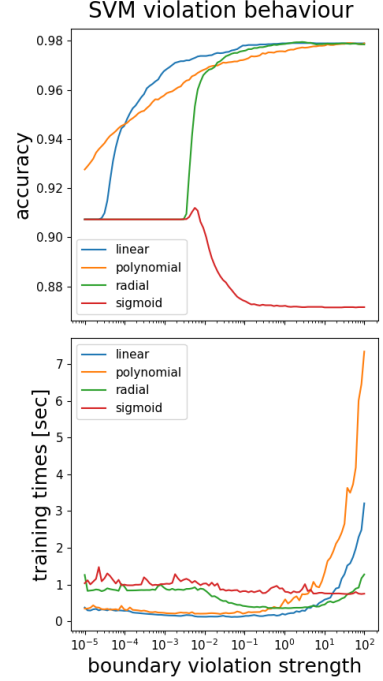 SVM violation behaviour
0.98
0.96
0.94
0.92
0.90
0.88
accuracy
linear
polynomial
radial
sigmoid
7
6
5
4
3
2
1
0
training times [sec]
linear
polynomial
radial
sigmoid
10⁻⁵ 10⁻⁴ 10⁻³ 10⁻² 10⁻¹ 10⁰ 10¹ 10²
boundary violation strength